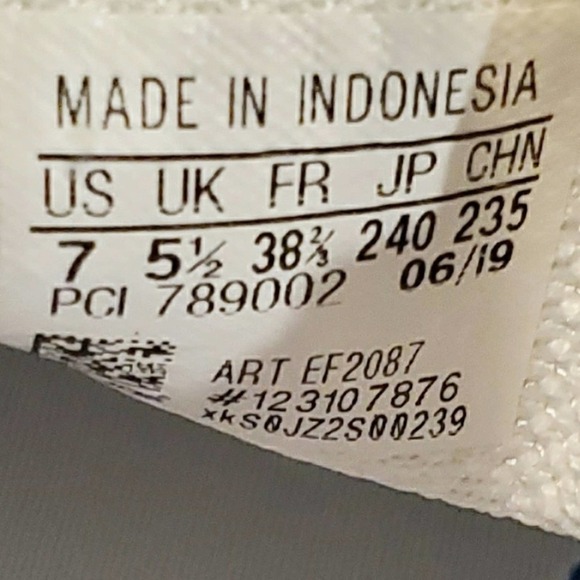 MADE IN INDONESIA
US UK FR JP CHN
7 5½ 38⅔ 240 235
PCI 789002 06/19
ART EF2087
#123107876
*kS0JZ2S00239